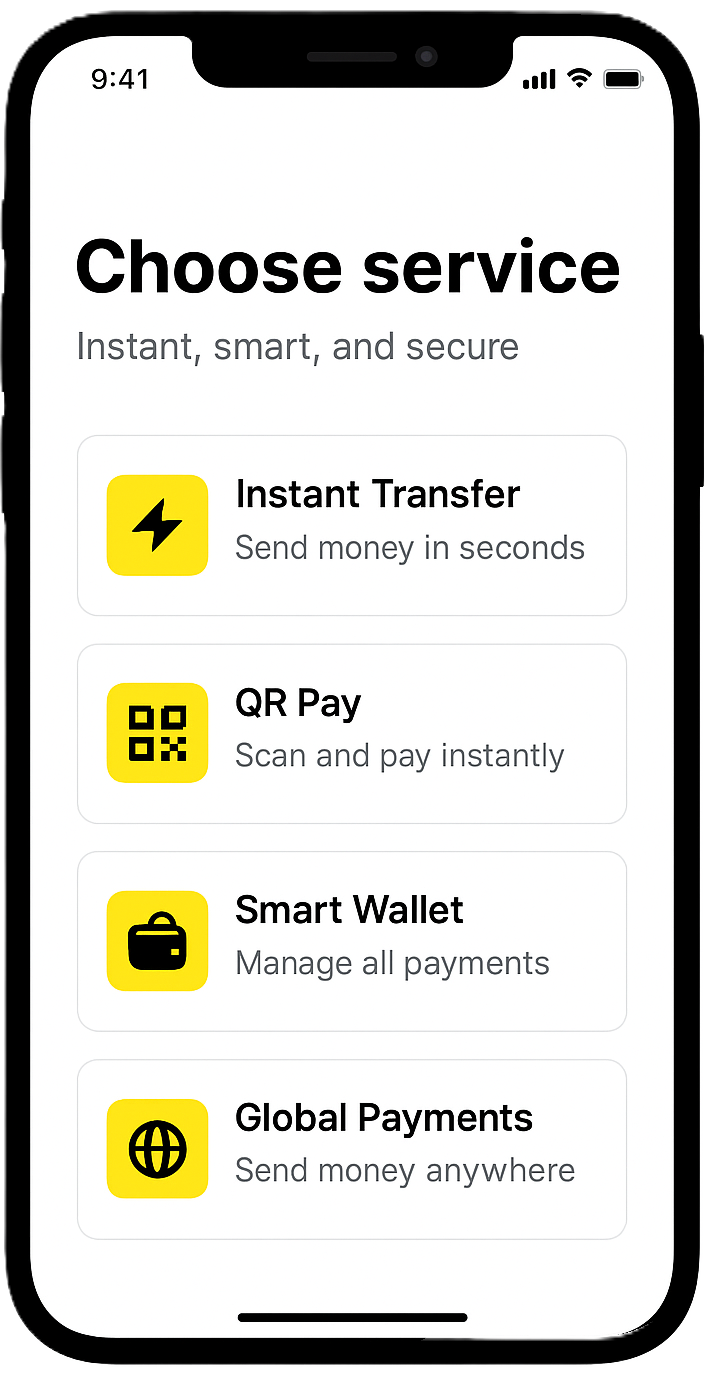 9:41
Choose service
Instant, smart, and secure
Instant Transfer
Send money in seconds
QR Pay
Scan and pay instantly
Smart Wallet
Manage all payments
Global Payments
Send money anywhere